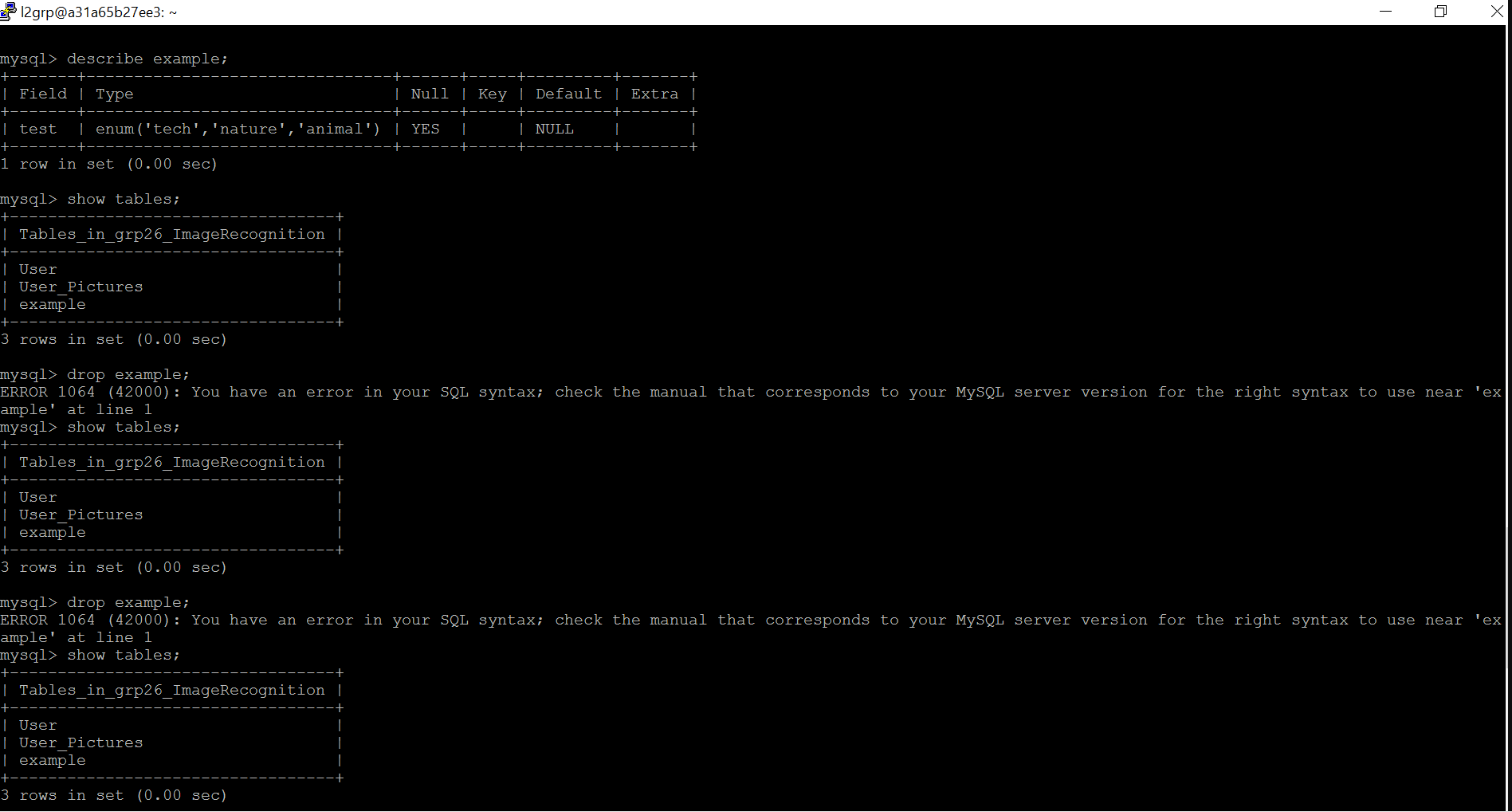 l2grp@a31a65b27ee3: ~
mysql> describe example;
+-------+--------------------------------+------+-----+---------+-------+
| Field | Type                           | Null | Key | Default | Extra |
+-------+--------------------------------+------+-----+---------+-------+
| test  | enum('tech','nature','animal') | YES  |     | NULL    |       |
+-------+--------------------------------+------+-----+---------+-------+
1 row in set (0.00 sec)
mysql> show tables;
+----------------------------------+
| Tables_in_grp26_ImageRecognition |
+----------------------------------+
| User                             |
| User_Pictures                    |
| example                          |
+----------------------------------+
3 rows in set (0.00 sec)
mysql> drop example;
ERROR 1064 (42000): You have an error in your SQL syntax; check the manual that corresponds to your MySQL server version for the right syntax to use near 'ex
ample' at line 1
mysql> show tables;
+----------------------------------+
| Tables_in_grp26_ImageRecognition |
+----------------------------------+
| User                             |
| User_Pictures                    |
| example                          |
+----------------------------------+
3 rows in set (0.00 sec)
mysql> drop example;
ERROR 1064 (42000): You have an error in your SQL syntax; check the manual that corresponds to your MySQL server version for the right syntax to use near 'ex
ample' at line 1
mysql> show tables;
+----------------------------------+
| Tables_in_grp26_ImageRecognition |
+----------------------------------+
| User                             |
| User_Pictures                    |
| example                          |
+----------------------------------+
3 rows in set (0.00 sec)